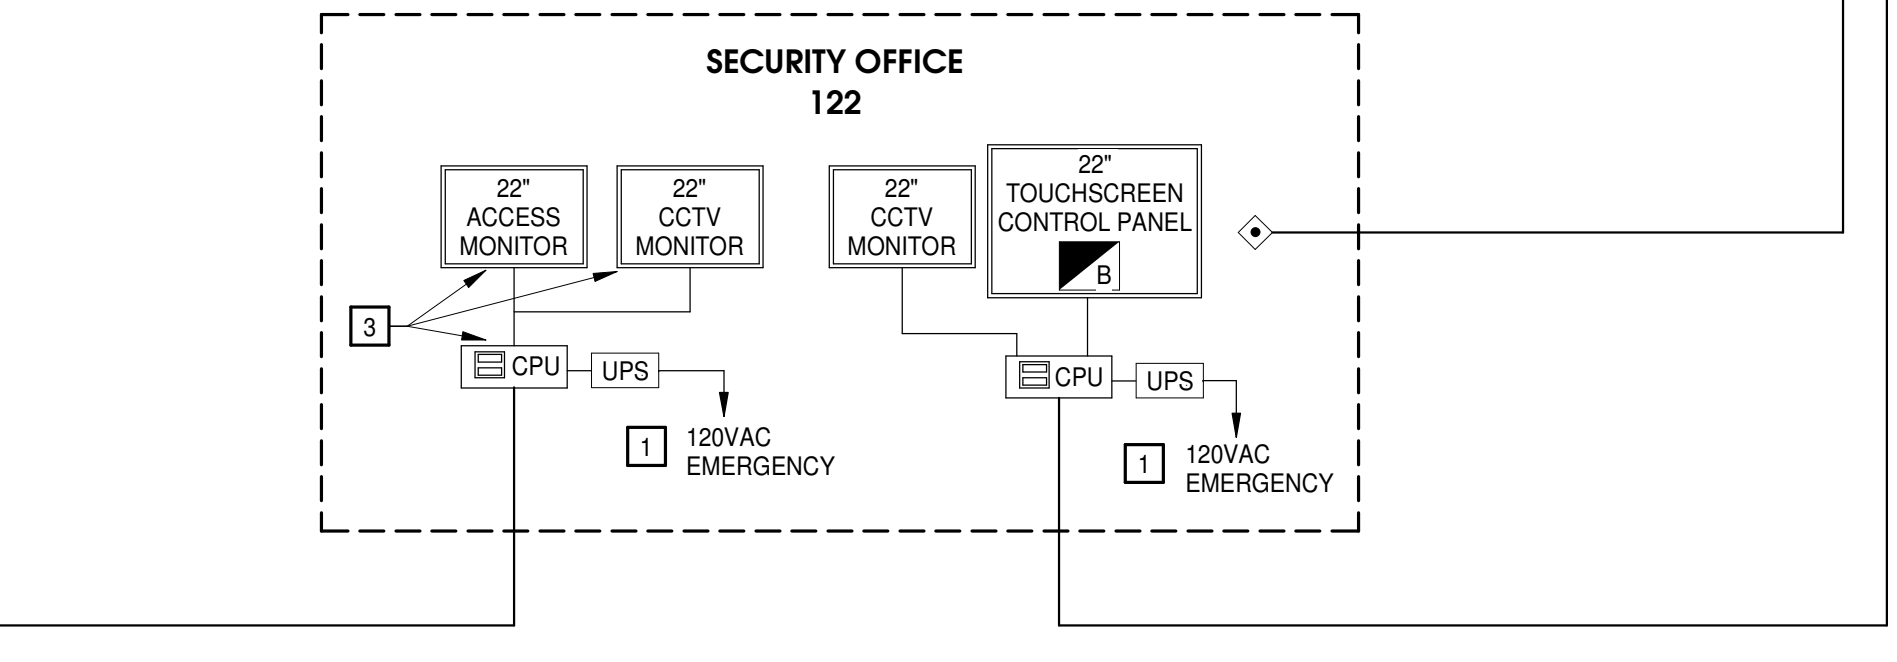 SECURITY OFFICE
122
22"
ACCESS
MONITOR
22"
CCTV
MONITOR
22"
CCTV
MONITOR
22"
TOUCHSCREEN
CONTROL PANEL
B
3
CPU
UPS
1
120VAC
EMERGENCY
CPU
UPS
1
120VAC
EMERGENCY